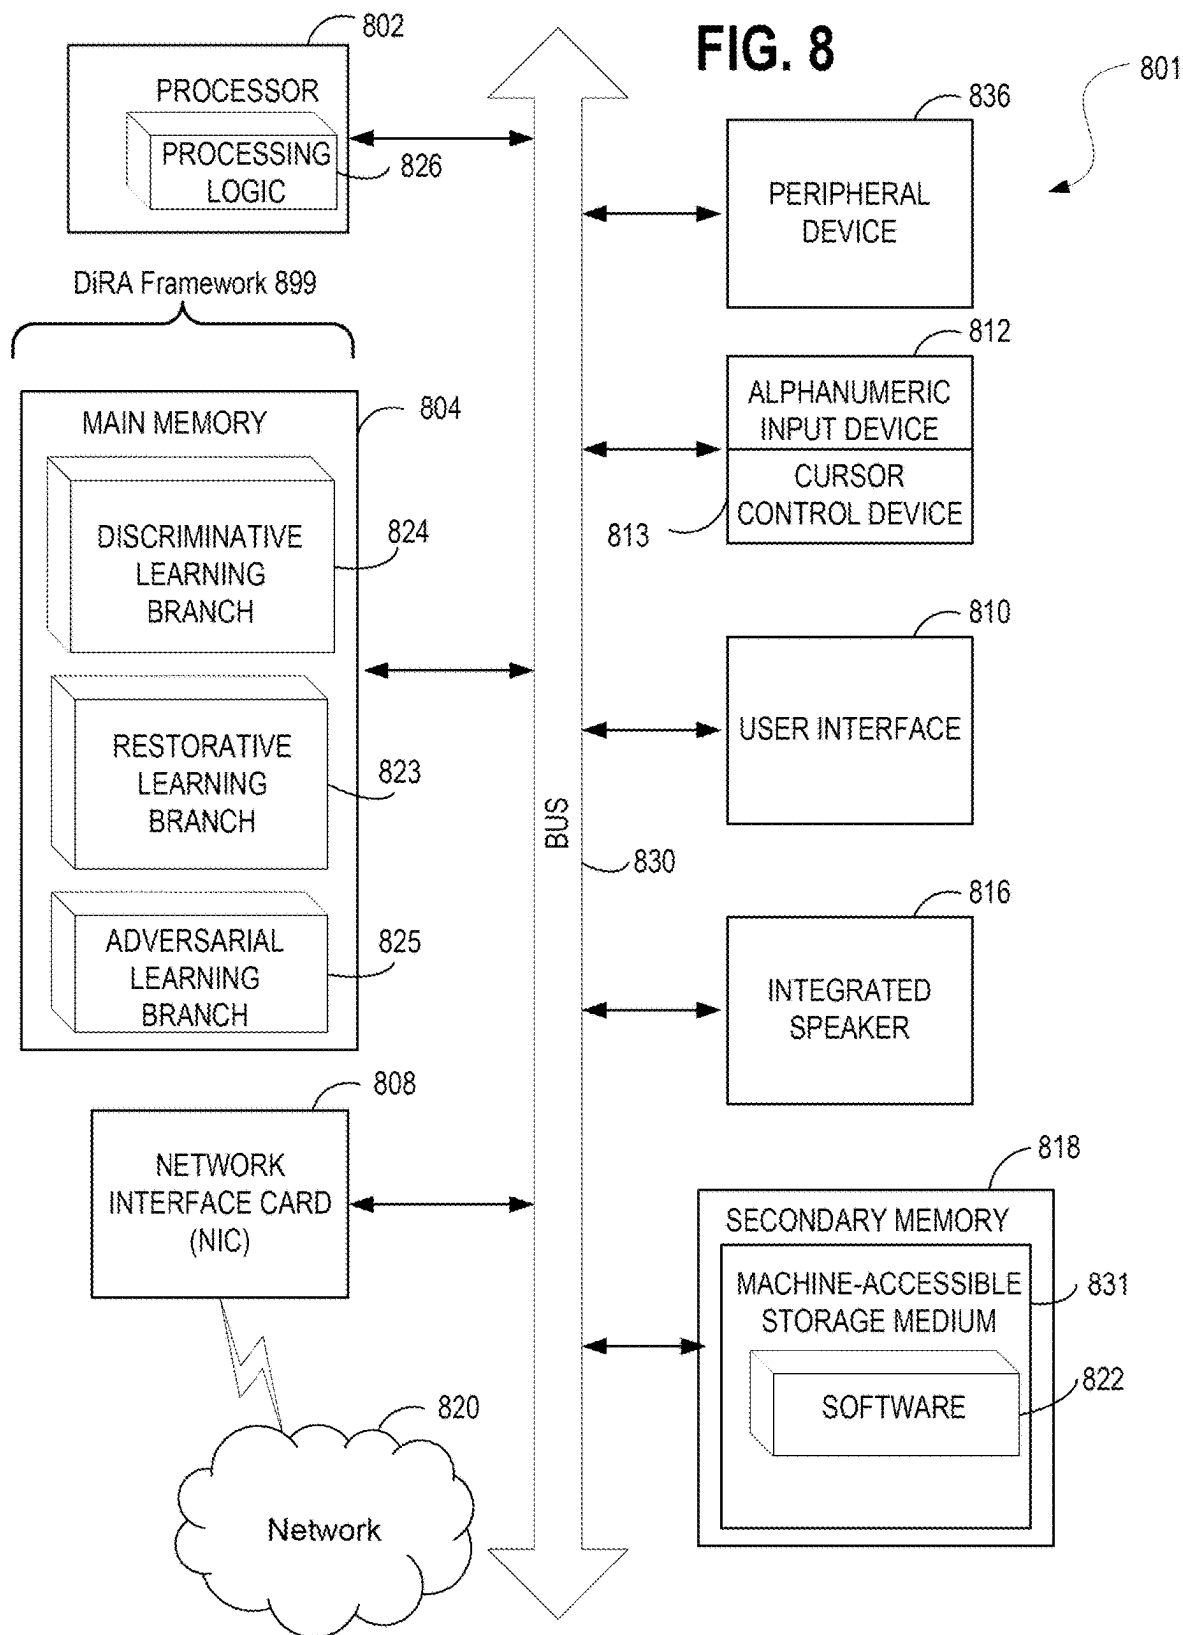 FIG. 8
801
802
PROCESSOR
PROCESSING
LOGIC
826
DiRA Framework 899
804
MAIN MEMORY
DISCRIMINATIVE
LEARNING
BRANCH
824
RESTORATIVE
LEARNING
BRANCH
823
ADVERSARIAL
LEARNING
BRANCH
825
808
NETWORK
INTERFACE CARD
(NIC)
820
Network
BUS
830
836
PERIPHERAL
DEVICE
812
ALPHANUMERIC
INPUT DEVICE
CURSOR
CONTROL DEVICE
813
810
USER INTERFACE
816
INTEGRATED
SPEAKER
818
SECONDARY MEMORY
MACHINE-ACCESSIBLE
STORAGE MEDIUM
831
SOFTWARE
822